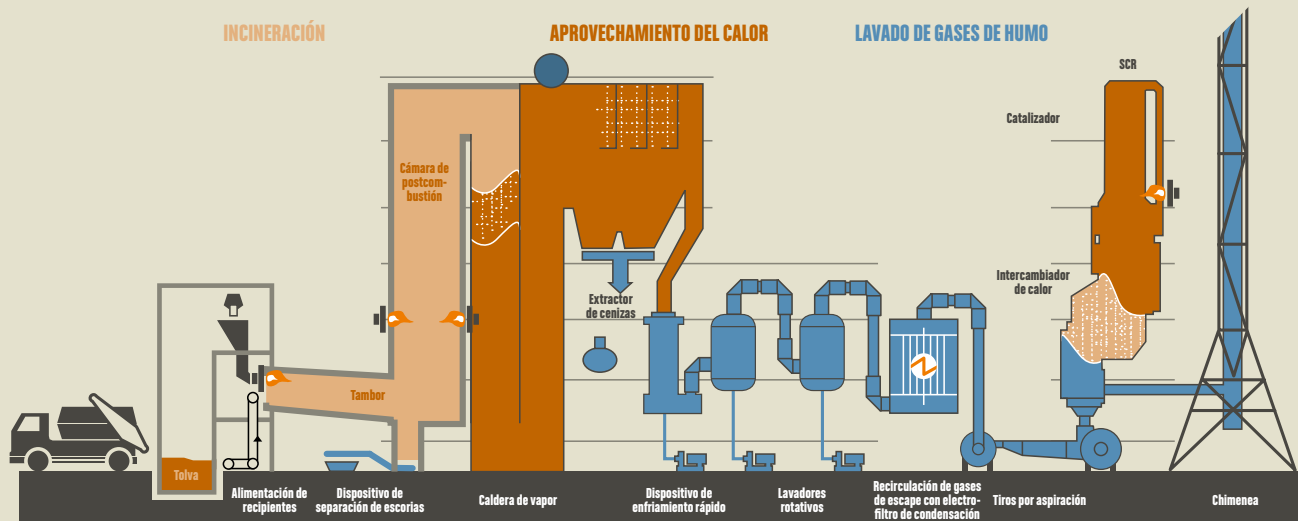 INCINERACIÓN
APROVECHAMIENTO DEL CALOR
LAVADO DE GASES DE HUMO
SCR
Catalizador
Cámara de
postcom-
bustión
Intercambiador
de calor
Extractor
de cenizas
Tambor
Tolva
Alimentación de
recipientes
Dispositivo de
separación de escorias
Caldera de vapor
Dispositivo de
enfriamiento rápido
Lavadores
rotativos
Recirculación de gases
de escape con electro-
filtro de condensación
Tiros por aspiración
Chimenea